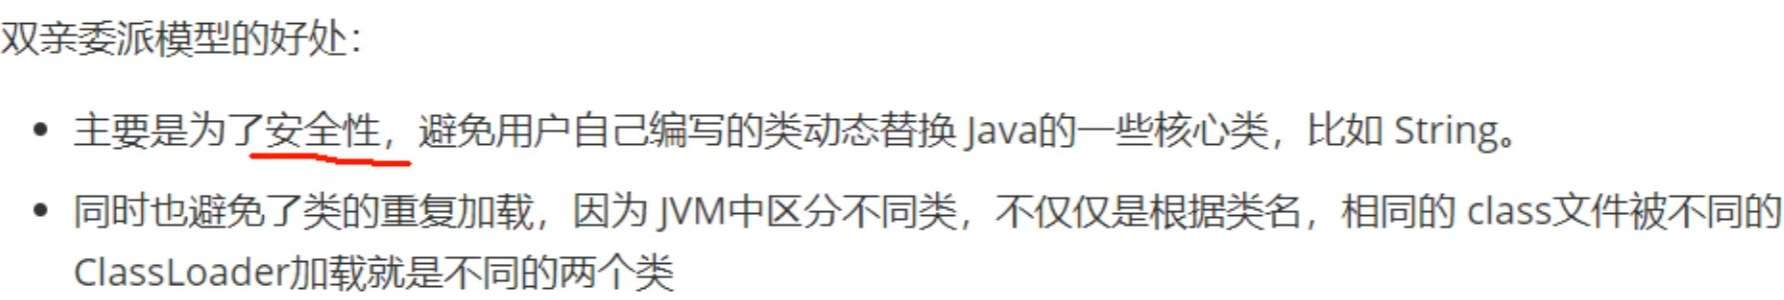 双亲委派模型的好处：
主要是为了安全性，避免用户自己编写的类动态替换 Java的一些核心类，比如 String。
同时也避免了类的重复加载，因为 JVM中区分不同类，不仅仅是根据类名，相同的 class文件被不同的
ClassLoader加载就是不同的两个类